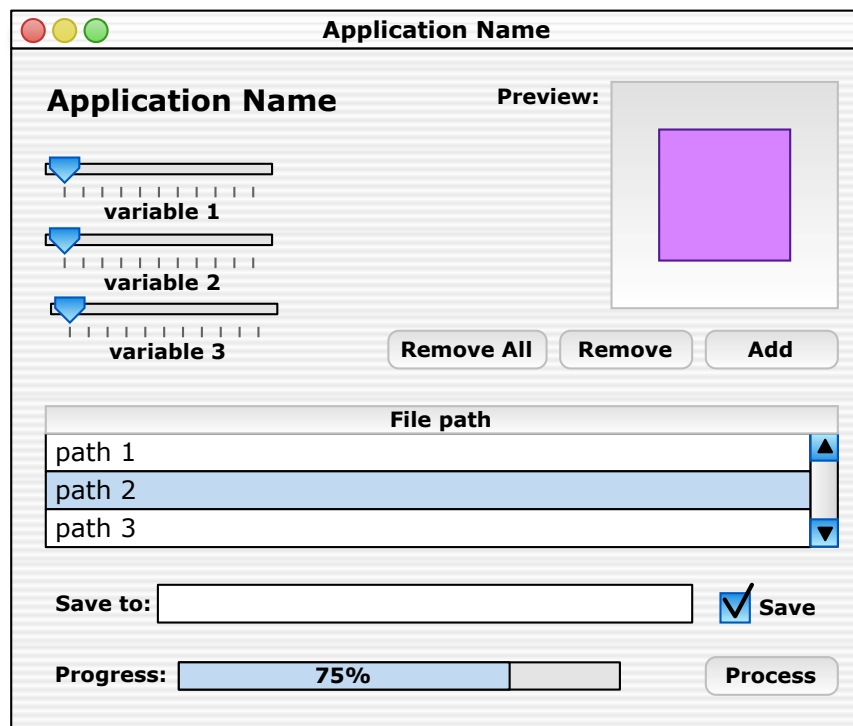 Application Name
Application Name
Preview:
variable 1
variable 2
variable 3
Remove All
Remove
Add
File path
path 1
path 2
path 3
Save to:
Save
Progress:
75%
Process